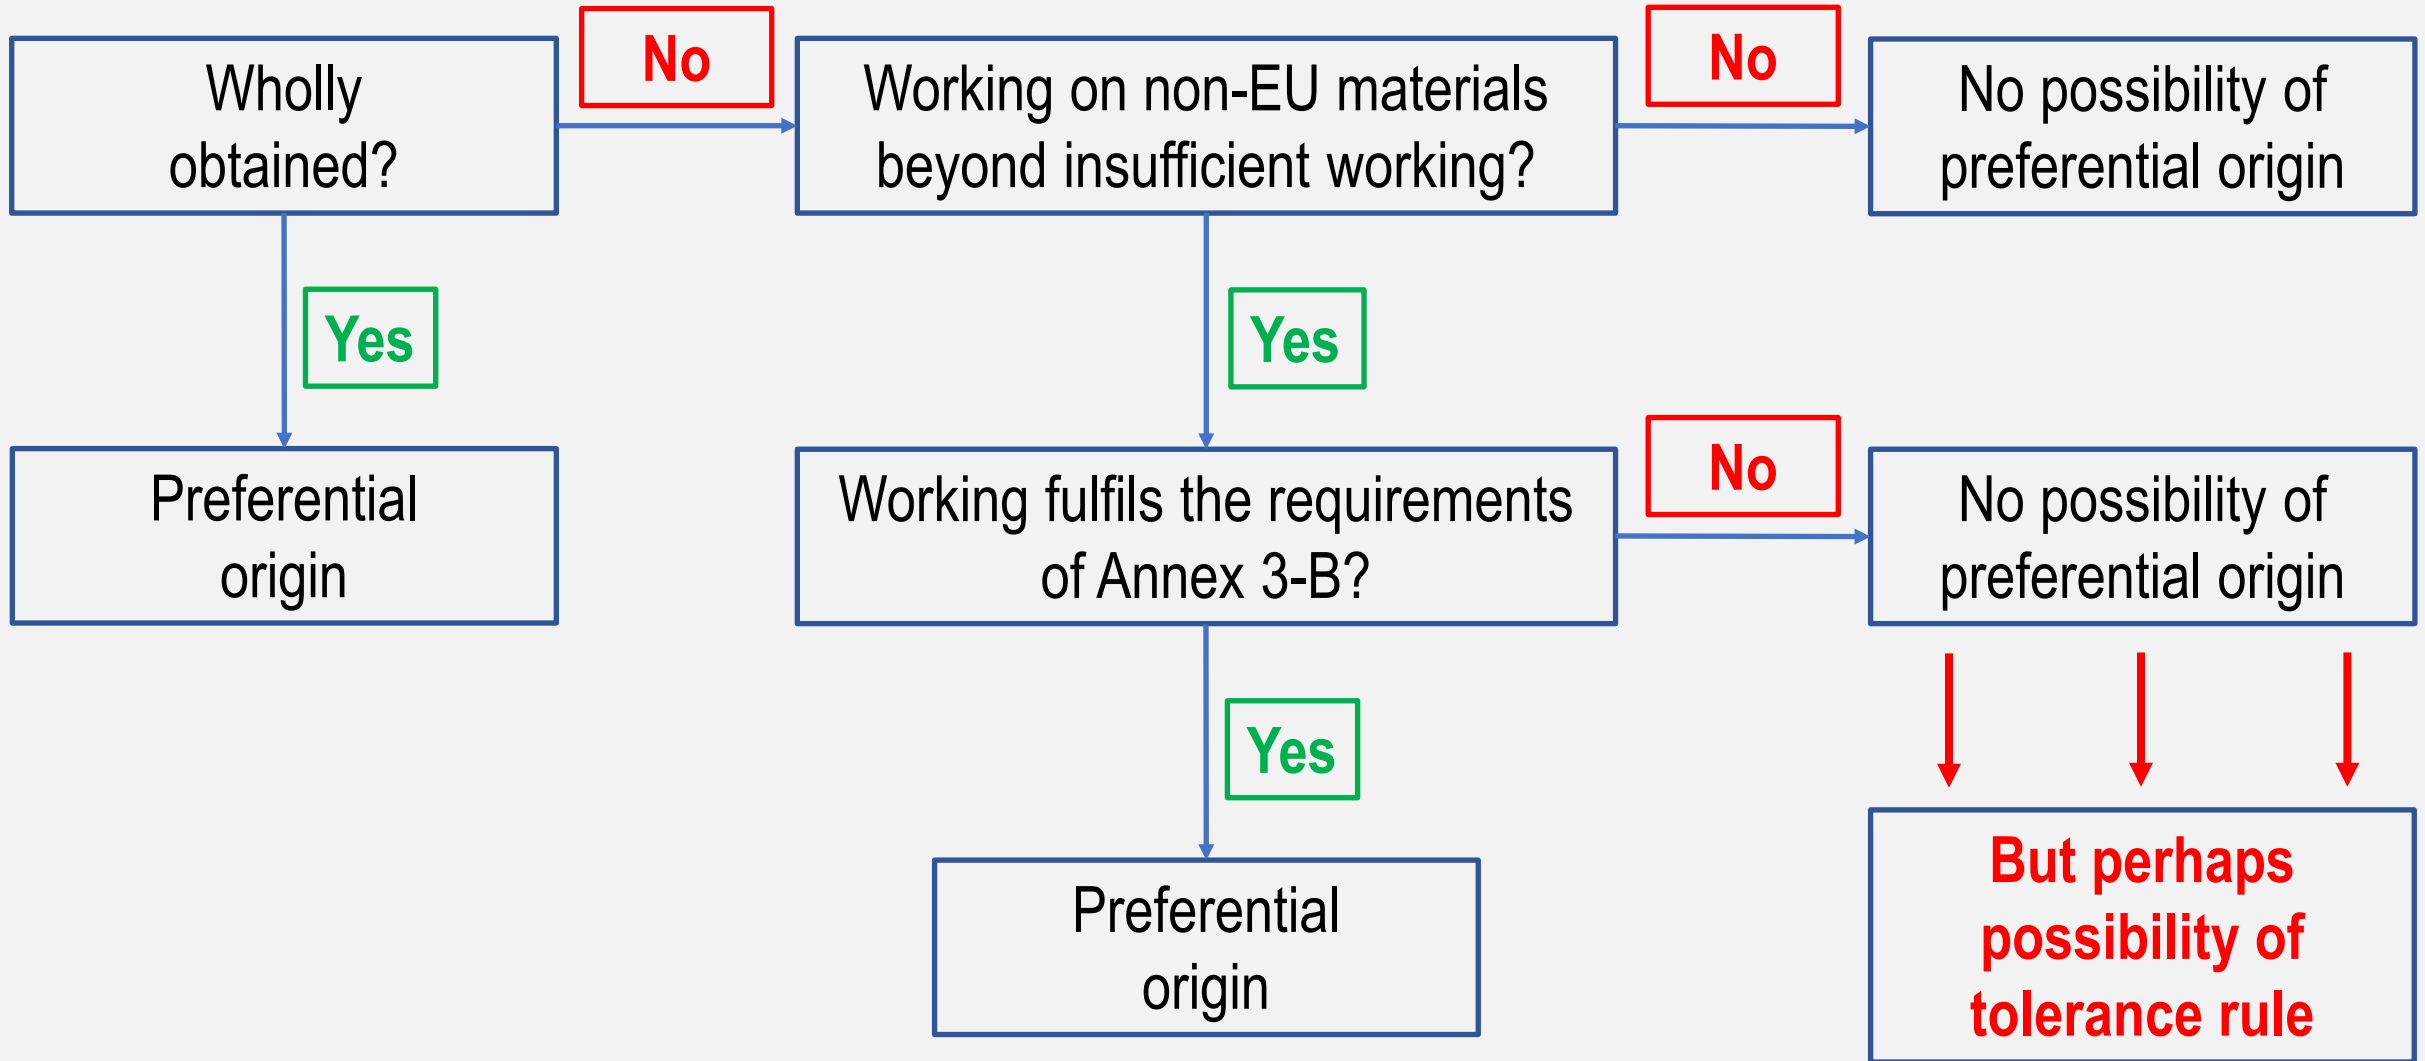 Wholly
obtained?
No
Working on non-EU materials
beyond insufficient working?
No
No possibility of
preferential origin
Yes
Yes
Preferential
origin
Working fulfils the requirements
of Annex 3-B?
No
No possibility of
preferential origin
Yes
Preferential
origin
But perhaps
possibility of
tolerance rule